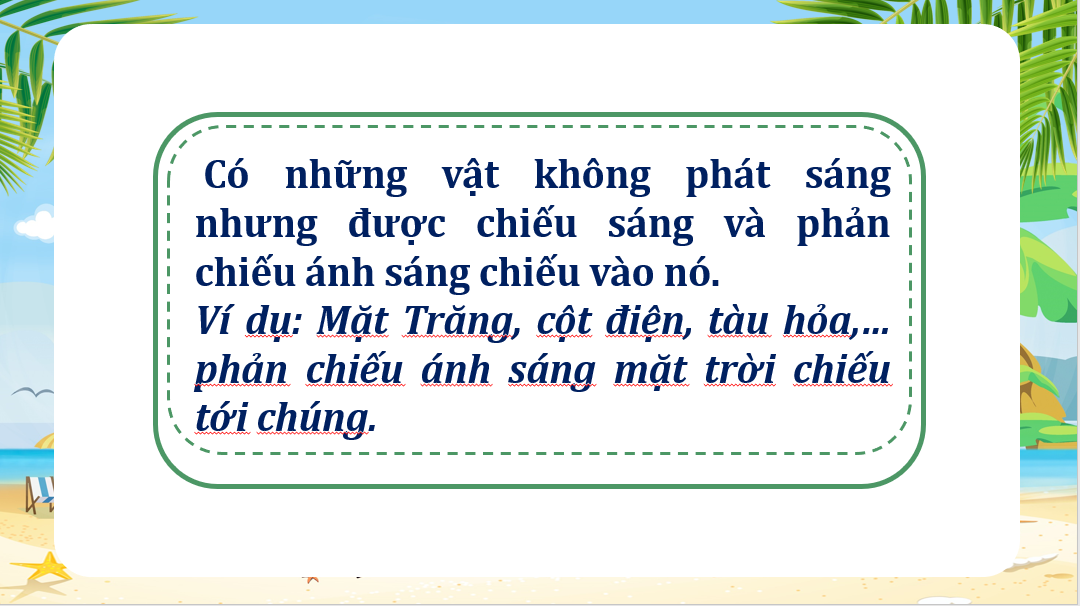 Có những vật không phát sáng
nhưng được chiếu sáng và phản
chiếu ánh sáng chiếu vào nó.
Ví dụ: Mặt Trăng, cột điện, tàu hỏa,...
phản chiếu ánh sáng mặt trời chiếu
tới chúng.